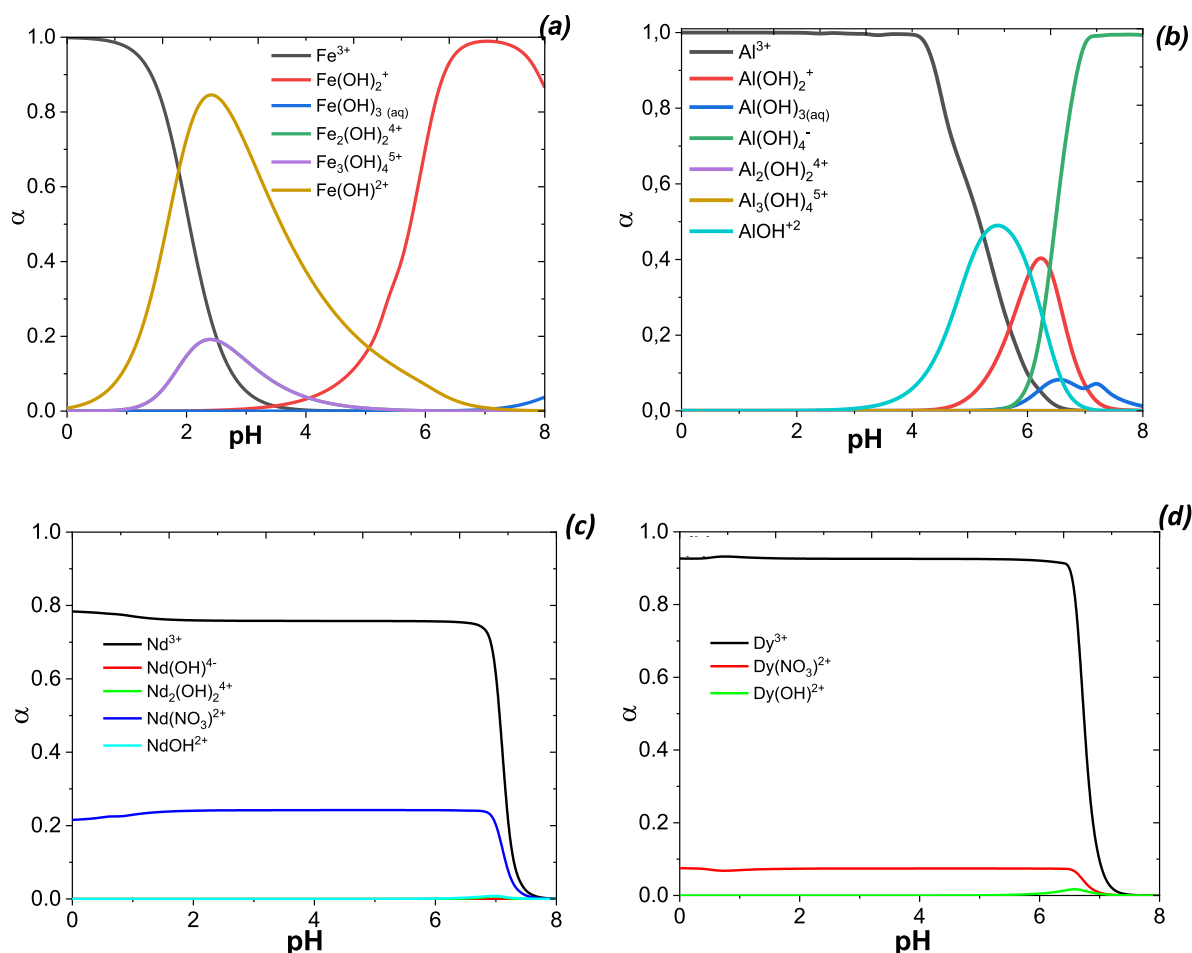 (a)
1.0
0.8
0.6
0.4
0.2
0.0
α
Fe³⁺
Fe(OH)₂⁺
Fe(OH)₃ ₍ₐq₎
Fe₂(OH)₂⁴⁺
Fe₃(OH)₄⁵⁺
Fe(OH)²⁺
0 2 4 6 8
pH
(b)
1,0
0,8
0,6
0,4
0,2
0,0
α
Al³⁺
Al(OH)₂⁺
Al(OH)₃₍ₐq₎
Al(OH)₄⁻
Al₂(OH)₂⁴⁺
Al₃(OH)₄⁵⁺
AlOH⁺²
0 2 4 6 8
pH
(c)
1.0
0.8
0.6
0.4
0.2
0.0
α
Nd³⁺
Nd(OH)⁴⁻
Nd₂(OH)₂⁴⁺
Nd(NO₃)²⁺
NdOH²⁺
0 2 4 6 8
pH
(d)
1.0
0.8
0.6
0.4
0.2
0.0
α
Dy³⁺
Dy(NO₃)²⁺
Dy(OH)²⁺
0 2 4 6 8
pH